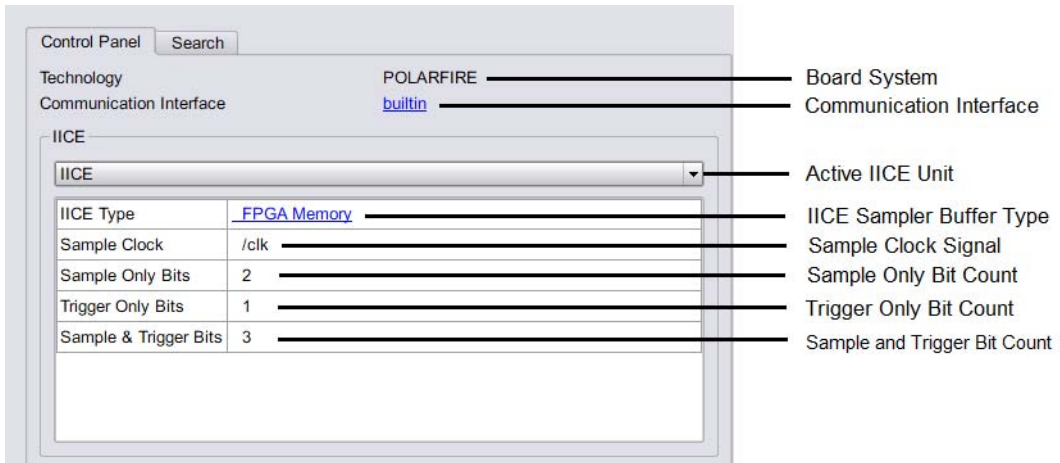 Control Panel Search
Technology POLARFIRE Board System
Communication Interface builtin Communication Interface
IICE
IICE Active IICE Unit
IICE Type _FPGA Memory IICE Sampler Buffer Type
Sample Clock /clk Sample Clock Signal
Sample Only Bits 2 Sample Only Bit Count
Trigger Only Bits 1 Trigger Only Bit Count
Sample & Trigger Bits 3 Sample and Trigger Bit Count